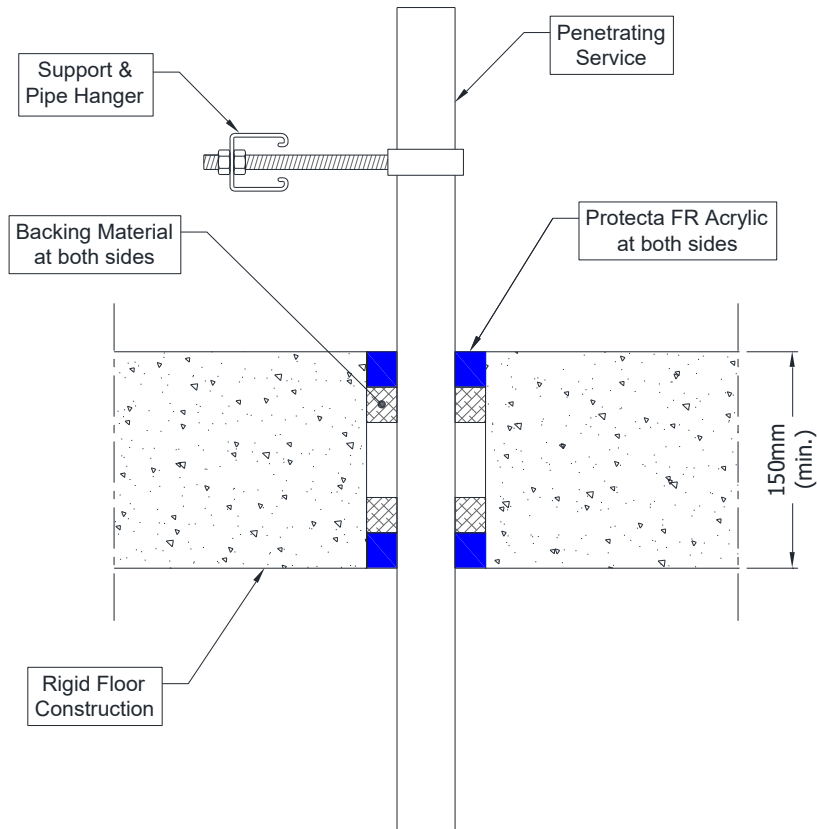 Penetrating
Service
Support &
Pipe Hanger
Backing Material
at both sides
Protecta FR Acrylic
at both sides
150mm
(min.)
Rigid Floor
Construction